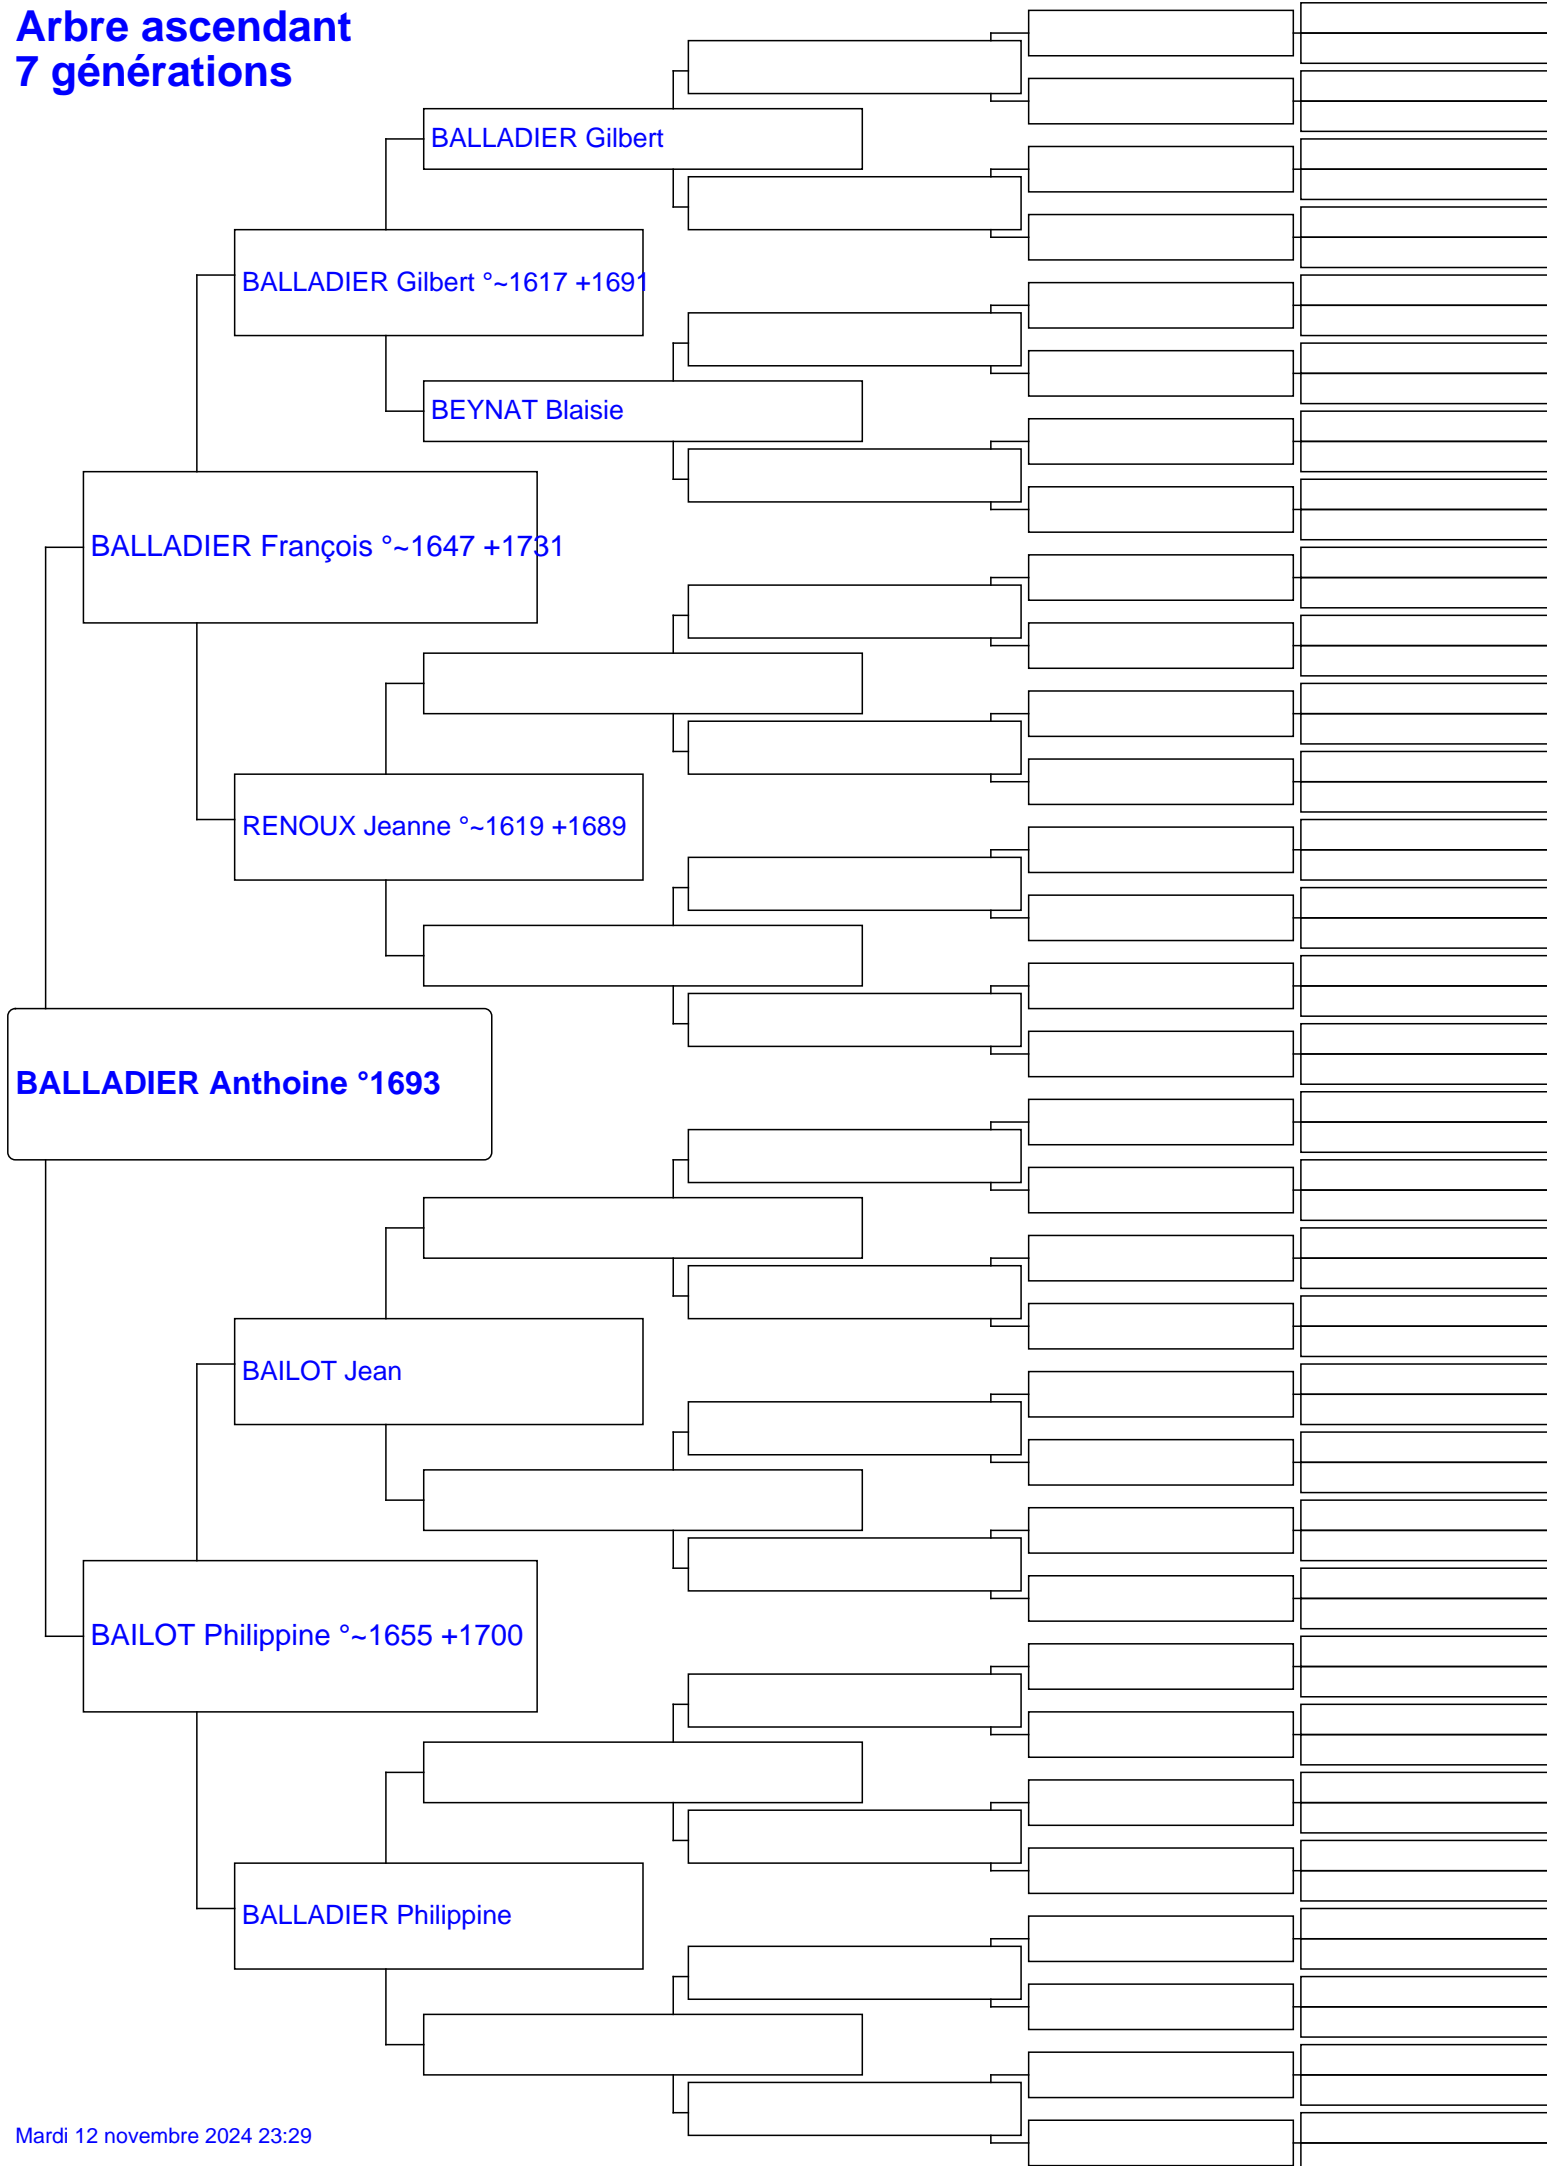 Arbre ascendant
7 générations
BALLADIER Gilbert
BALLADIER Gilbert °~1617 +1691
BEYNAT Blaisie
BALLADIER François °~1647 +1731
RENOUX Jeanne °~1619 +1689
BALLADIER Anthoine °1693
BAILOT Jean
BAILOT Philippine °~1655 +1700
BALLADIER Philippine
Mardi 12 novembre 2024 23:29